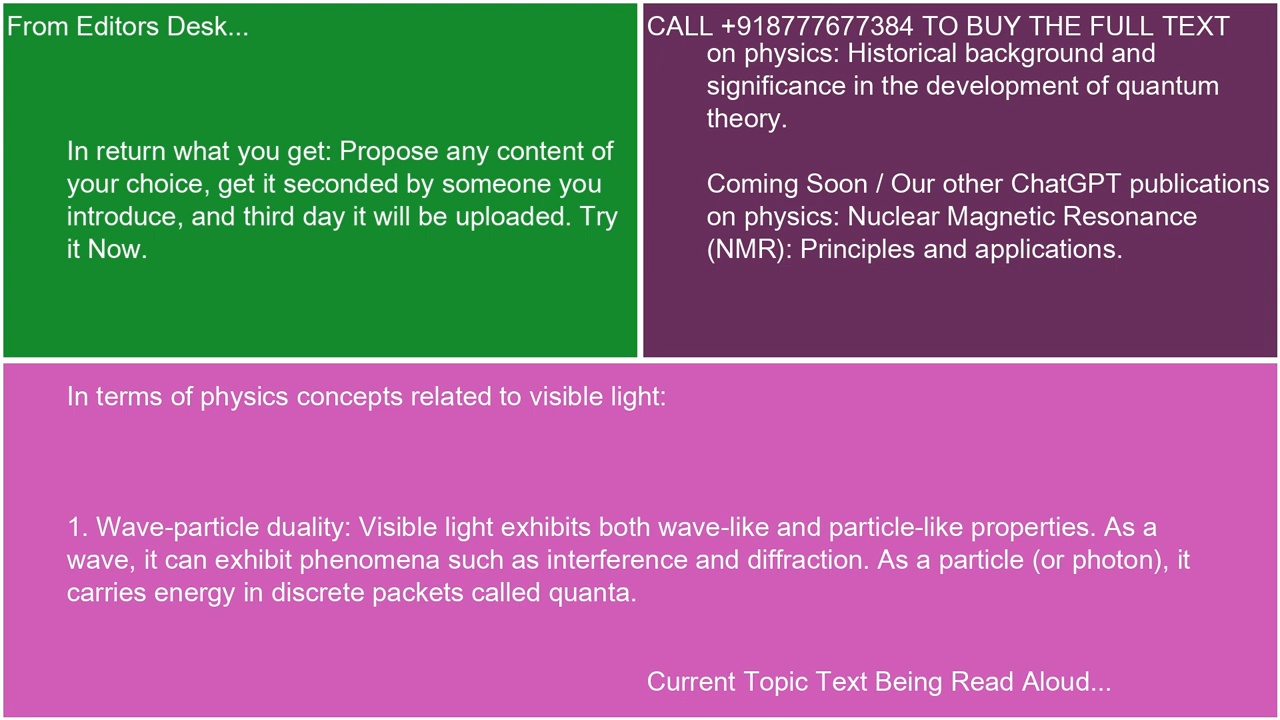 From Editors Desk...
In return what you get: Propose any content of
your choice, get it seconded by someone you
introduce, and third day it will be uploaded. Try
it Now.
CALL +918777677384 TO BUY THE FULL TEXT
on physics: Historical background and
significance in the development of quantum
theory.
Coming Soon / Our other ChatGPT publications
on physics: Nuclear Magnetic Resonance
(NMR): Principles and applications.
In terms of physics concepts related to visible light:
1. Wave-particle duality: Visible light exhibits both wave-like and particle-like properties. As a
wave, it can exhibit phenomena such as interference and diffraction. As a particle (or photon), it
carries energy in discrete packets called quanta.
Current Topic Text Being Read Aloud...